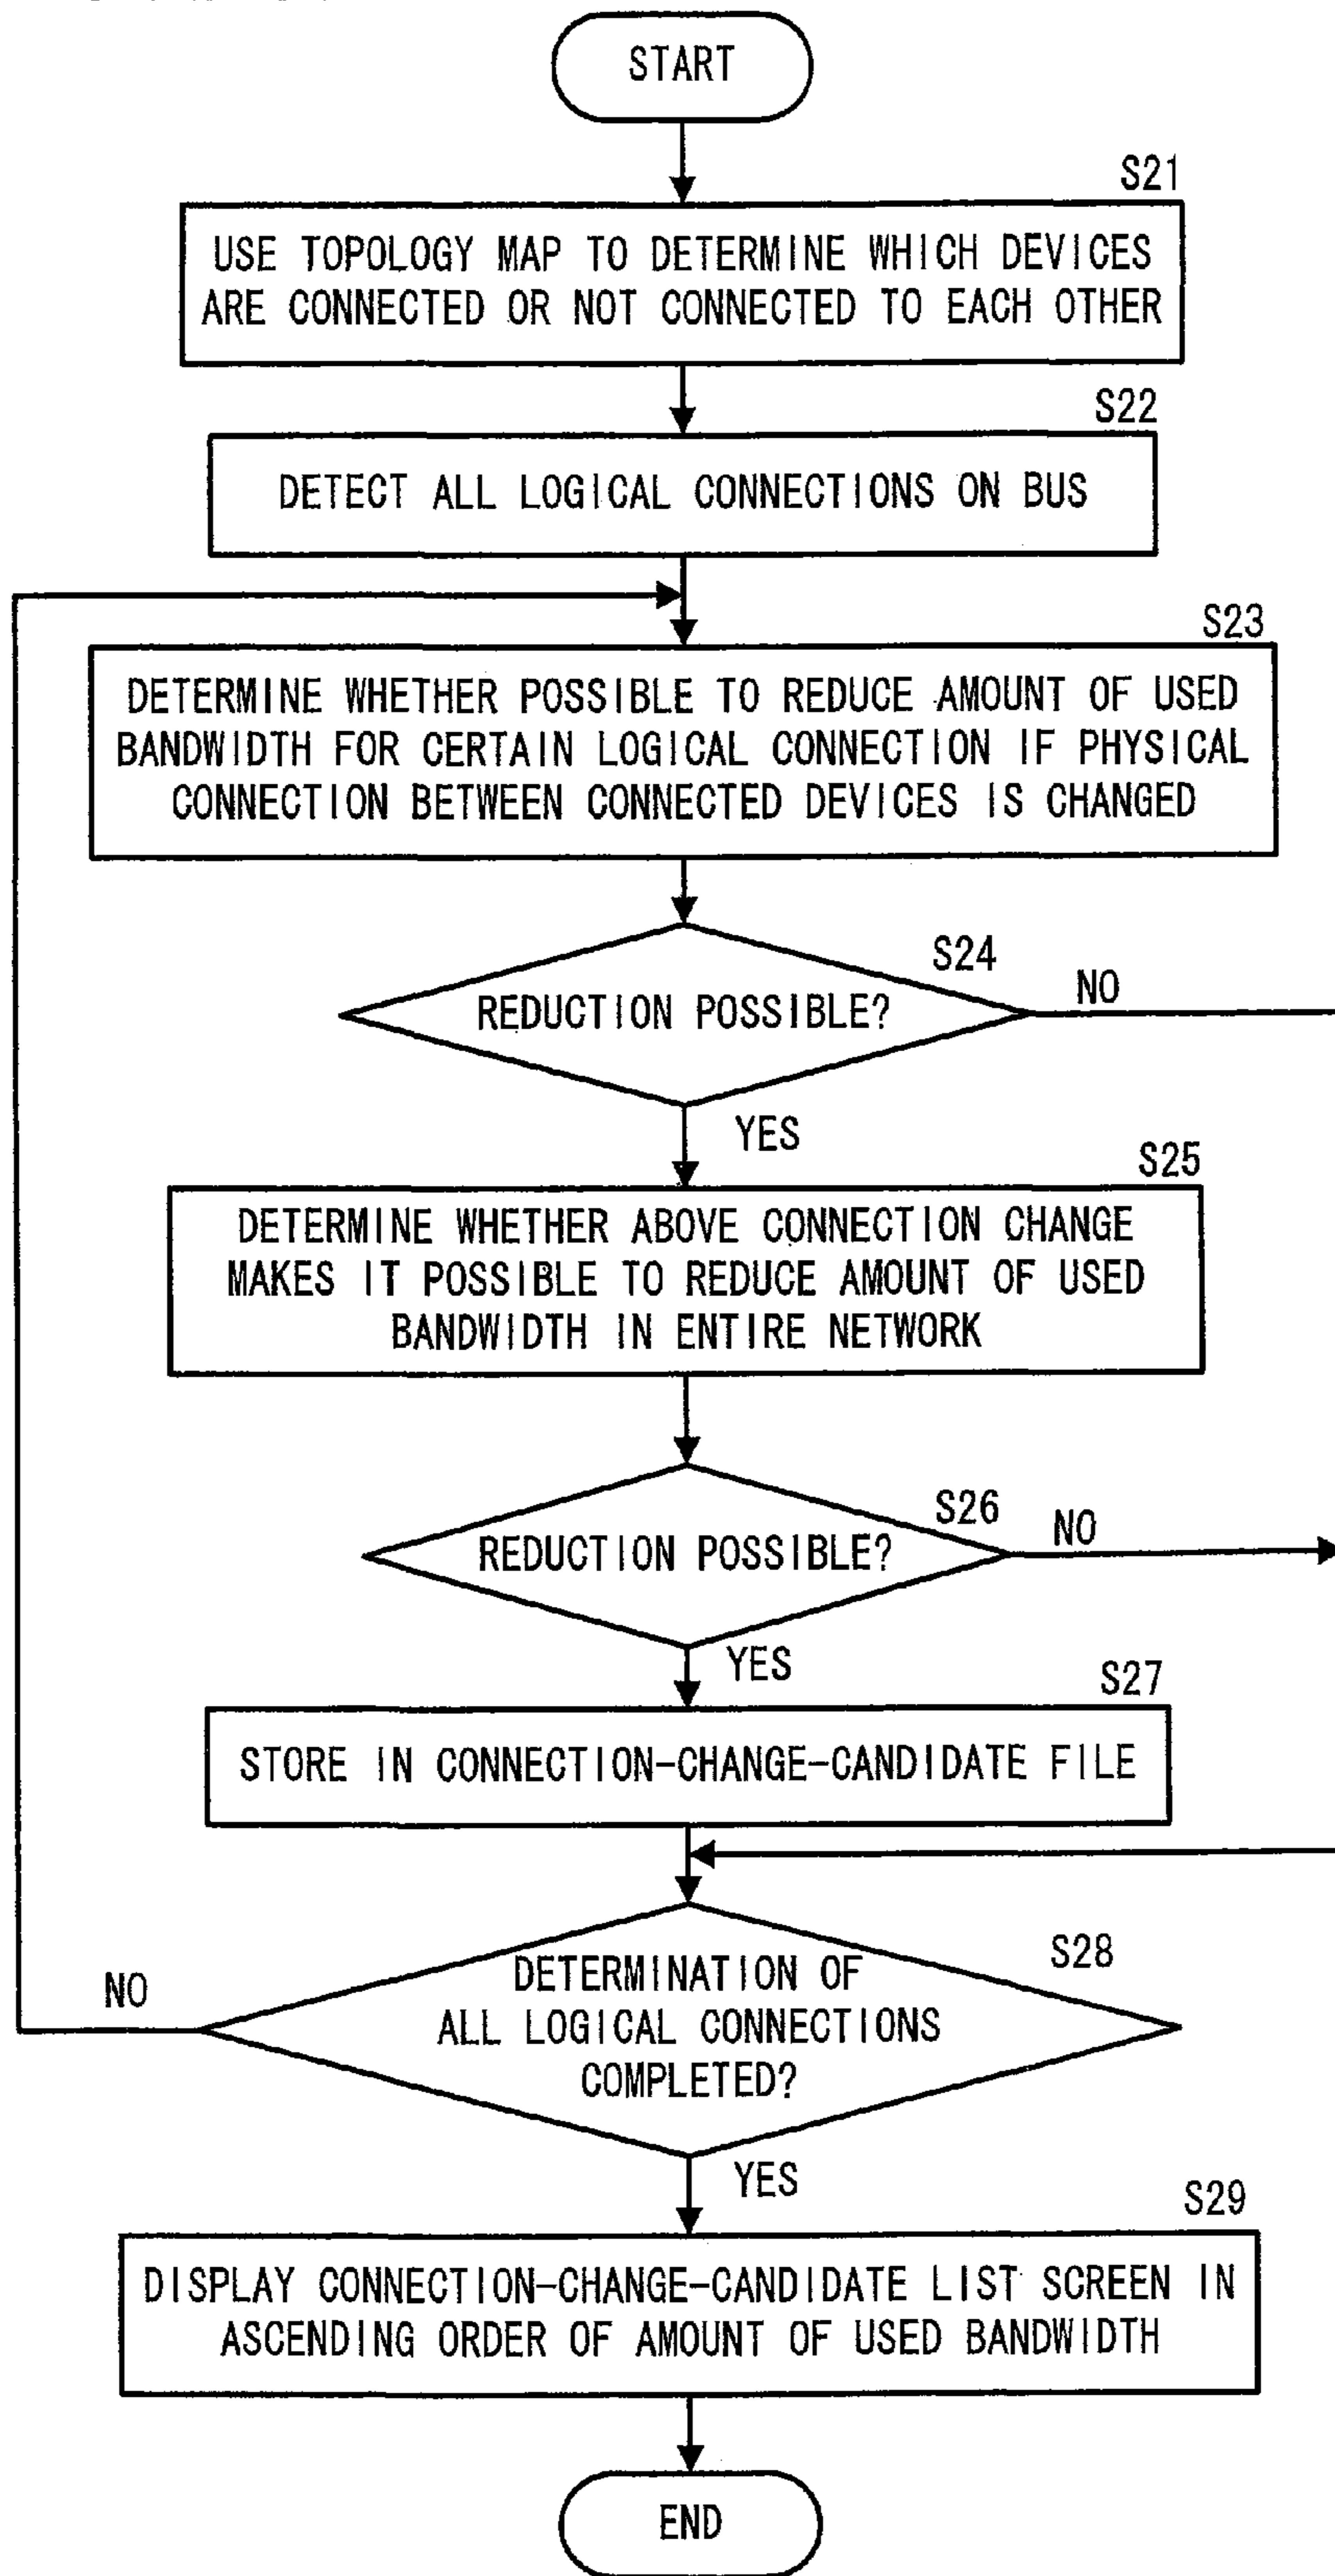 START
S21
USE TOPOLOGY MAP TO DETERMINE WHICH DEVICES
ARE CONNECTED OR NOT CONNECTED TO EACH OTHER
S22
DETECT ALL LOGICAL CONNECTIONS ON BUS
S23
DETERMINE WHETHER POSSIBLE TO REDUCE AMOUNT OF USED
BANDWIDTH FOR CERTAIN LOGICAL CONNECTION IF PHYSICAL
CONNECTION BETWEEN CONNECTED DEVICES IS CHANGED
S24
REDUCTION POSSIBLE?
NO
YES
S25
DETERMINE WHETHER ABOVE CONNECTION CHANGE
MAKES IT POSSIBLE TO REDUCE AMOUNT OF USED
BANDWIDTH IN ENTIRE NETWORK
S26
REDUCTION POSSIBLE?
NO
YES
S27
STORE IN CONNECTION-CHANGE-CANDIDATE FILE
S28
DETERMINATION OF
ALL LOGICAL CONNECTIONS
COMPLETED?
NO
YES
S29
DISPLAY CONNECTION-CHANGE-CANDIDATE LIST SCREEN IN
ASCENDING ORDER OF AMOUNT OF USED BANDWIDTH
END